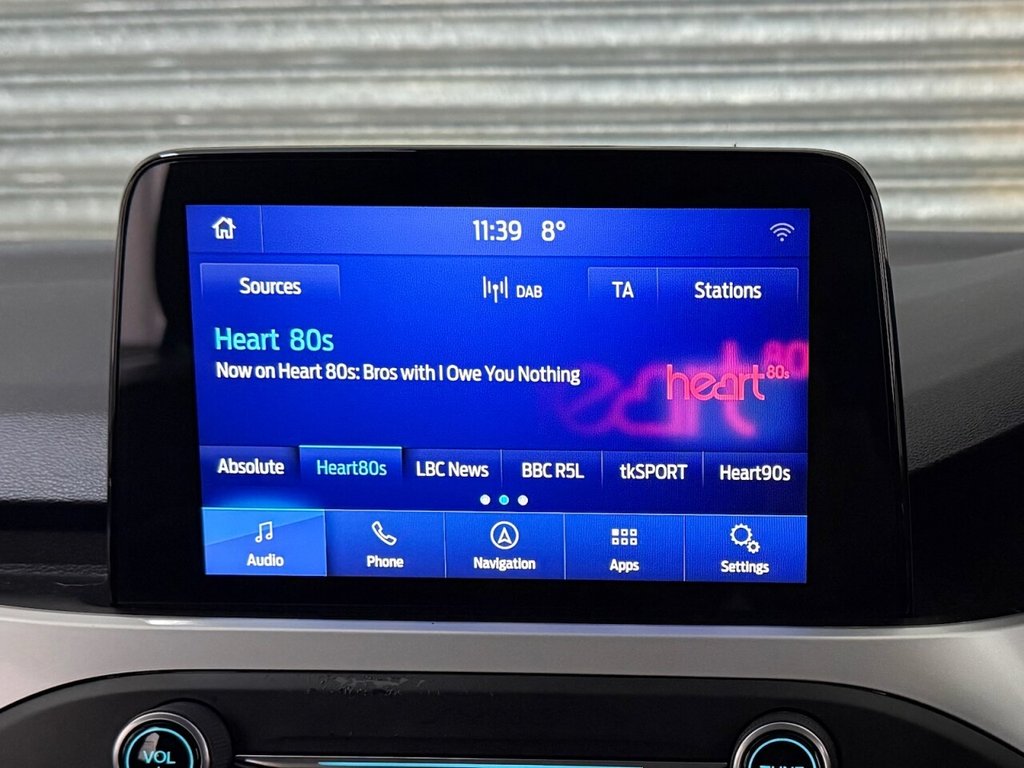 11:39 8°
Sources DAB TA Stations
Heart 80s
Now on Heart 80s: Bros with I Owe You Nothing
heart 80s
Absolute Heart80s LBC News BBC R5L tkSPORT Heart90s
Audio Phone Navigation Apps Settings
VOL TUNE